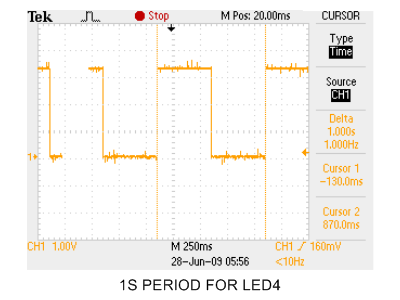 Tek Stop M Pos: 20.00ms CURSOR
Type
Time
Source
CH1
Delta
1.000s
1.000Hz
Cursor 1
-130.0ms
Cursor 2
870.0ms
1
CH1 1.00V M 250ms CH1 160mV
28-Jun-09 05:56 <10Hz
1S PERIOD FOR LED4